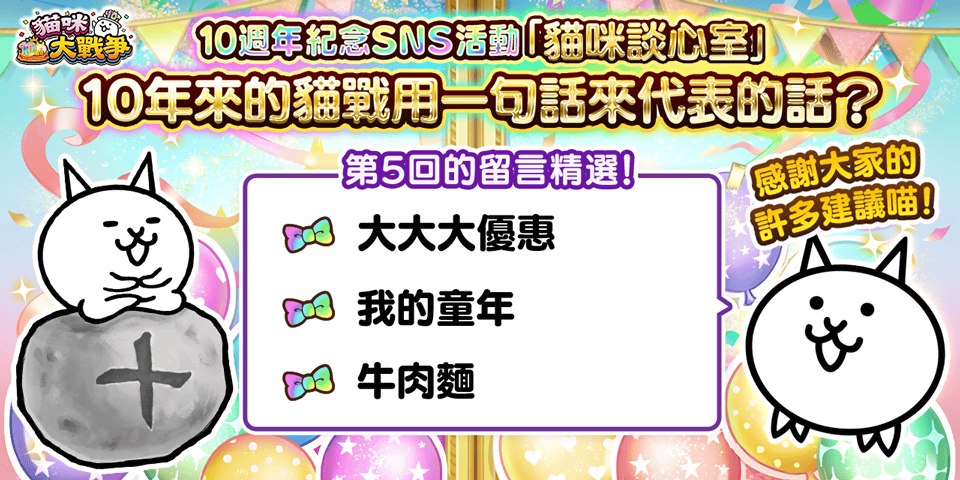 貓咪
大戰爭
10週年紀念SNS活動「貓咪談心室」
10年來的貓戰用一句話來代表的話？
第5回的留言精選！
大大大優惠
我的童年
牛肉麵
感謝大家的
許多建議喵！
十